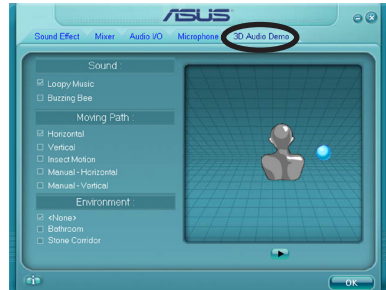 ASUS
Sound Effect Mixer Audio I/O Microphone 3D Audio Demo
Sound :
Loopy Music
Buzzing Bee
Moving Path :
Horizontal
Vertical
Insect Motion
Manual-Horizontal
Manual-Vertical
Environment :
<None>
Bathroom
Stone Corridor
OK